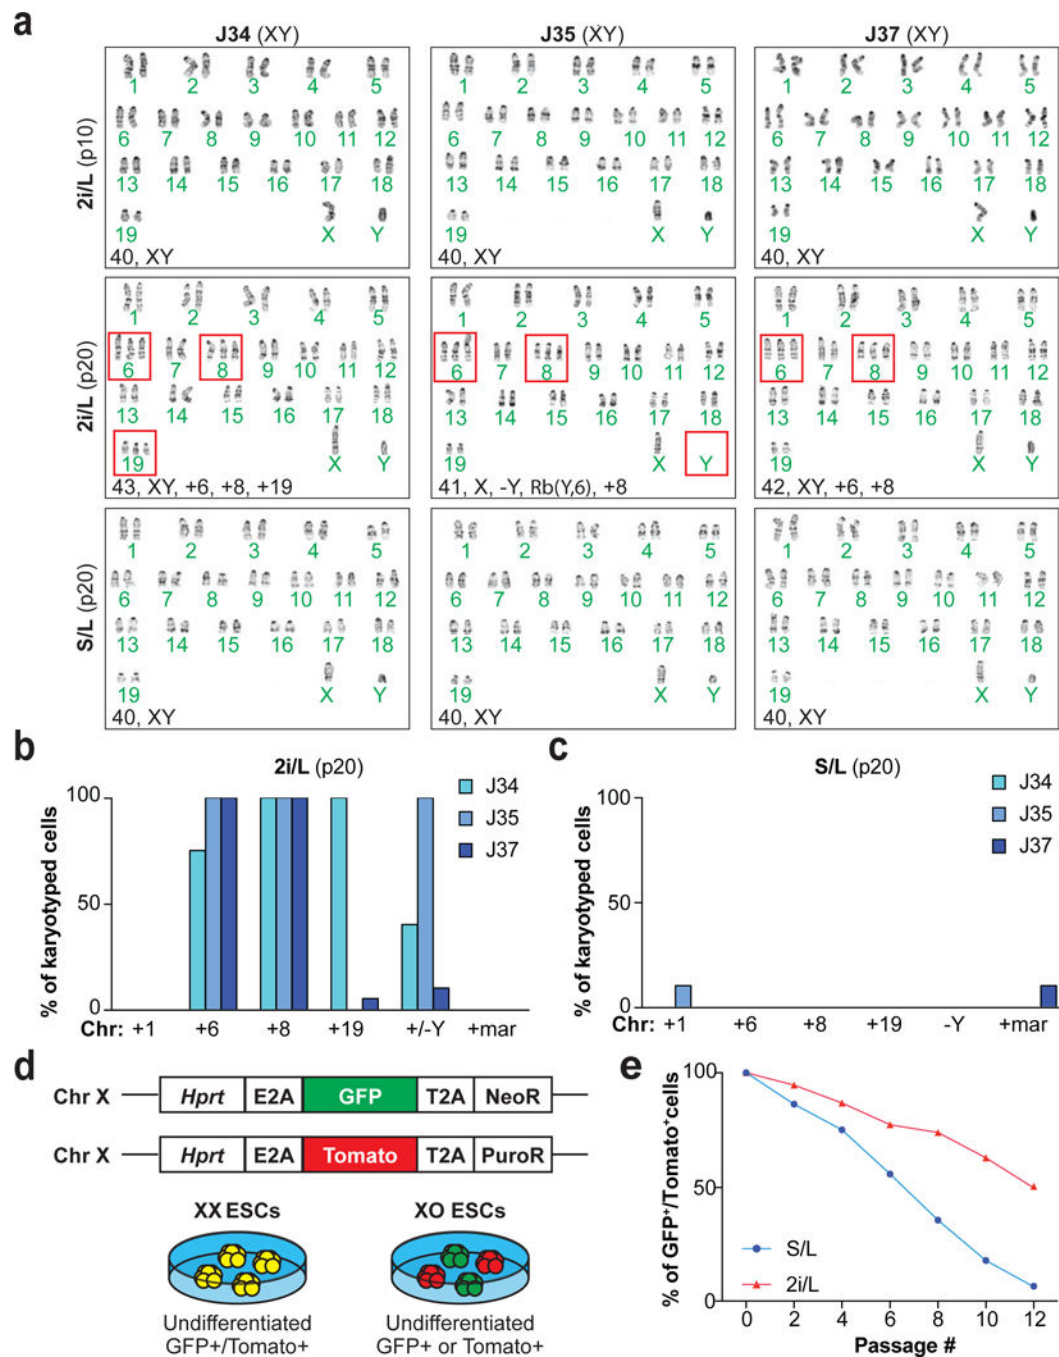 a
J34 (XY)
J35 (XY)
J37 (XY)
2i/L (p10)
1 2 3 4 5
6 7 8 9 10 11 12
13 14 15 16 17 18
19 X Y
40, XY
1 2 3 4 5
6 7 8 9 10 11 12
13 14 15 16 17 18
19 X Y
40, XY
1 2 3 4 5
6 7 8 9 10 11 12
13 14 15 16 17 18
19 X Y
40, XY
2i/L (p20)
1 2 3 4 5
6 7 8 9 10 11 12
13 14 15 16 17 18
19 X Y
43, XY, +6, +8, +19
1 2 3 4 5
6 7 8 9 10 11 12
13 14 15 16 17 18
19 X Y
41, X, -Y, Rb(Y,6), +8
1 2 3 4 5
6 7 8 9 10 11 12
13 14 15 16 17 18
19 X Y
42, XY, +6, +8
S/L (p20)
1 2 3 4 5
6 7 8 9 10 11 12
13 14 15 16 17 18
19 X Y
40, XY
1 2 3 4 5
6 7 8 9 10 11 12
13 14 15 16 17 18
19 X Y
40, XY
1 2 3 4 5
6 7 8 9 10 11 12
13 14 15 16 17 18
19 X Y
40, XY
b
2i/L (p20)
J34
J35
J37
% of karyotyped cells
100
50
0
Chr: +1 +6 +8 +19 +/-Y +mar
c
S/L (p20)
J34
J35
J37
% of karyotyped cells
100
50
0
Chr: +1 +6 +8 +19 -Y +mar
d
Chr X Hprt E2A GFP T2A NeoR
Chr X Hprt E2A Tomato T2A PuroR
XX ESCs
XO ESCs
Undifferentiated
GFP+/Tomato+
Undifferentiated
GFP+ or Tomato+
e
% of GFP⁺/Tomato⁺cells
100
50
0
S/L
2i/L
0 2 4 6 8 10 12
Passage #